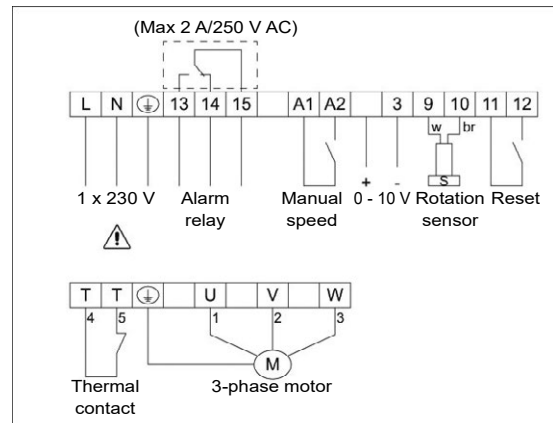 (Max 2 A/250 V AC)
L N 13 14 15 A1 A2 3 9 10 11 12
w br
+ -
S
1 x 230 V Alarm relay Manual speed 0 - 10 V Rotation sensor Reset
T T U V W
4 5 1 2 3
M
Thermal contact 3-phase motor